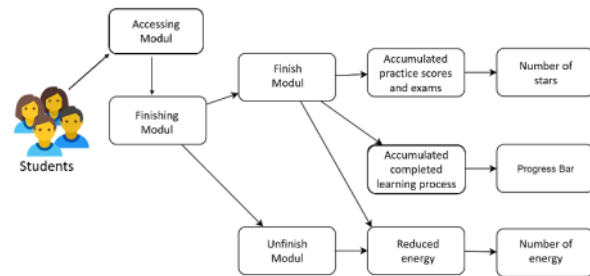 Accessing
Modul
Finishing
Modul
Students
Finish
Modul
Unfinish
Modul
Accumulated
practice scores
and exams
Accumulated
completed
learning process
Reduced
energy
Number of
stars
Progress Bar
Number of
energy